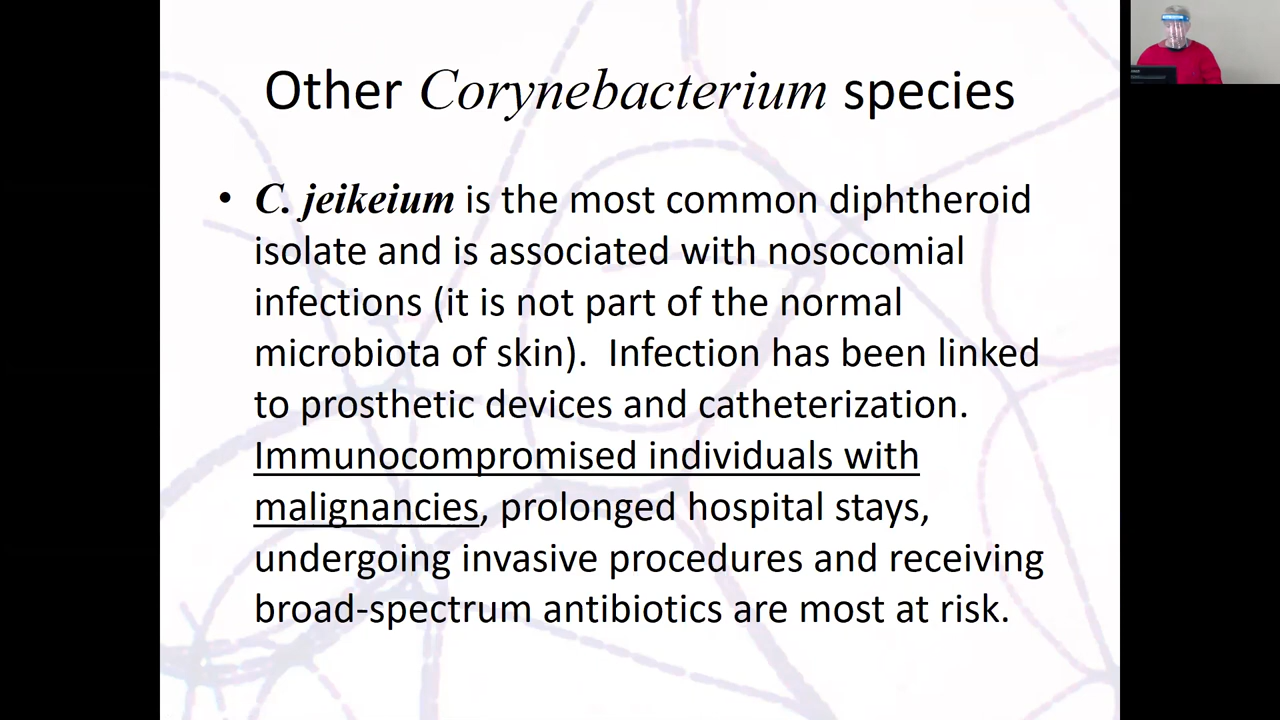 Other Corynebacterium species
• C. jeikeium is the most common diphtheroid
isolate and is associated with nosocomial
infections (it is not part of the normal
microbiota of skin).  Infection has been linked
to prosthetic devices and catheterization.
Immunocompromised individuals with
malignancies, prolonged hospital stays,
undergoing invasive procedures and receiving
broad-spectrum antibiotics are most at risk.